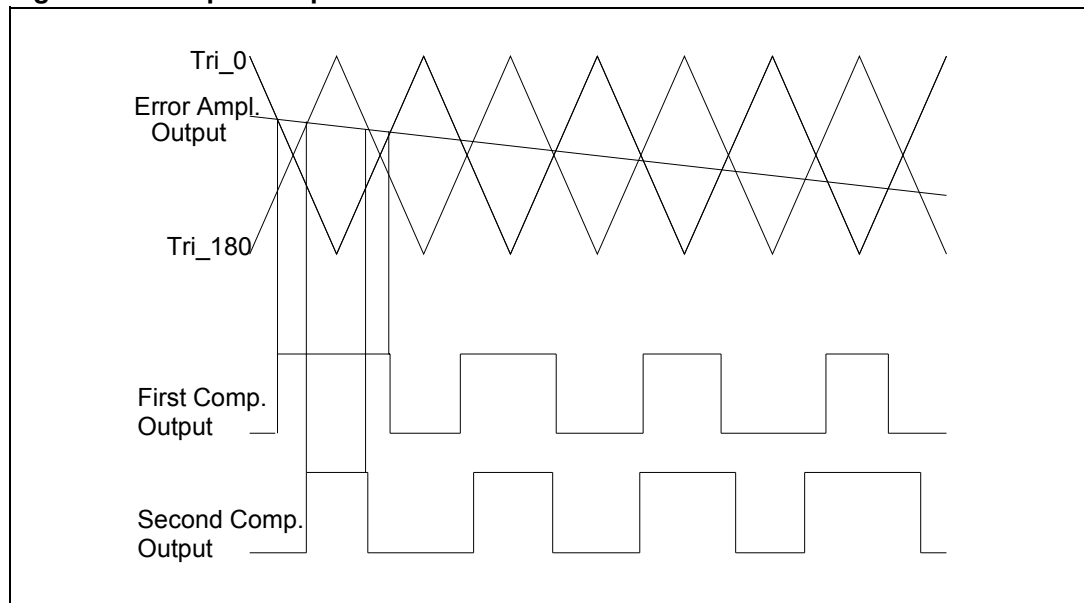 Tri_0
Error Ampl.
Output
Tri_180
First Comp.
Output
Second Comp.
Output